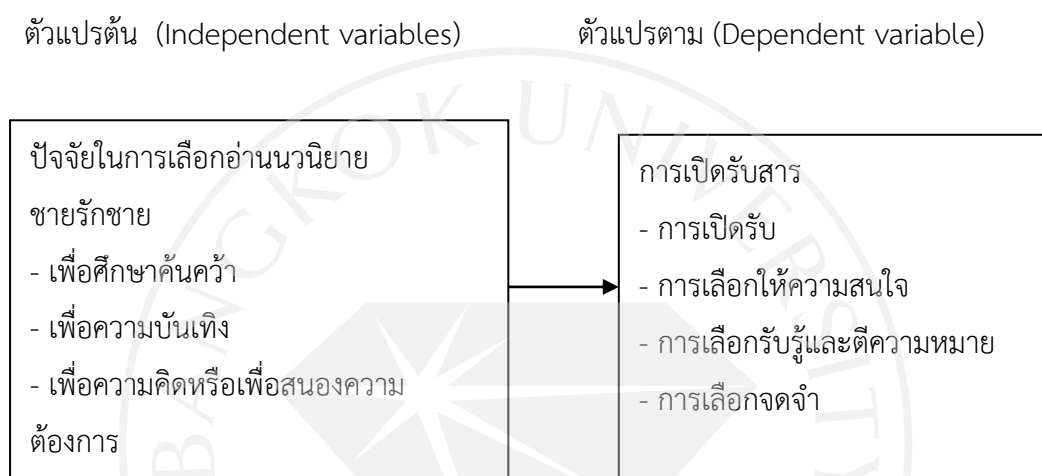 ตัวแปรต้น (Independent variables)
ตัวแปรตาม (Dependent variable)
ปัจจัยในการเลือกอ่านนวนิยาย
ชายรักชาย
- เพื่อศึกษาค้นคว้า
- เพื่อความบันเทิง
- เพื่อความคิดหรือเพื่อสนองความ
ต้องการ
การเปิดรับสาร
- การเปิดรับ
- การเลือกให้ความสนใจ
- การเลือกรับรู้และตีความหมาย
- การเลือกจดจำ
BANGKOK UNIVERSITY